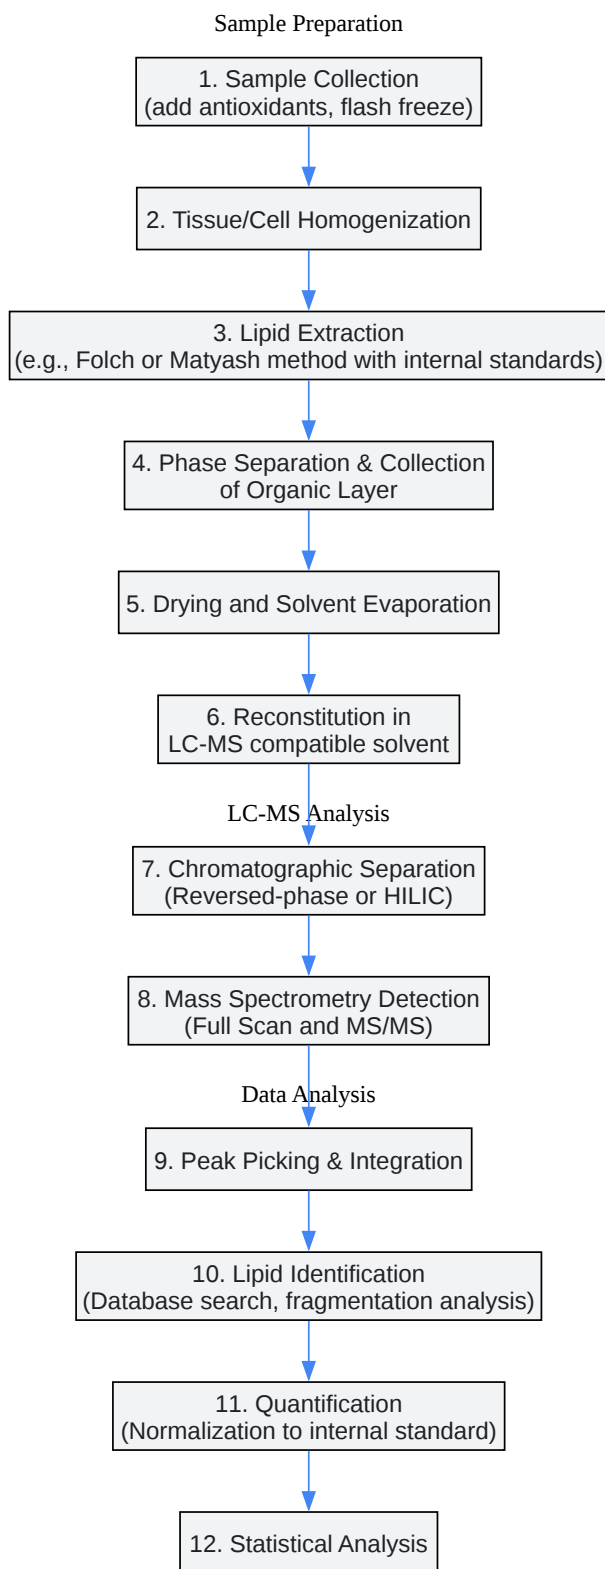 Sample Preparation
1. Sample Collection
(add antioxidants, flash freeze)
2. Tissue/Cell Homogenization
3. Lipid Extraction
(e.g., Folch or Matyash method with internal standards)
4. Phase Separation & Collection
of Organic Layer
5. Drying and Solvent Evaporation
6. Reconstitution in
LC-MS compatible solvent
LC-MS Analysis
7. Chromatographic Separation
(Reversed-phase or HILIC)
8. Mass Spectrometry Detection
(Full Scan and MS/MS)
Data Analysis
9. Peak Picking & Integration
10. Lipid Identification
(Database search, fragmentation analysis)
11. Quantification
(Normalization to internal standard)
12. Statistical Analysis